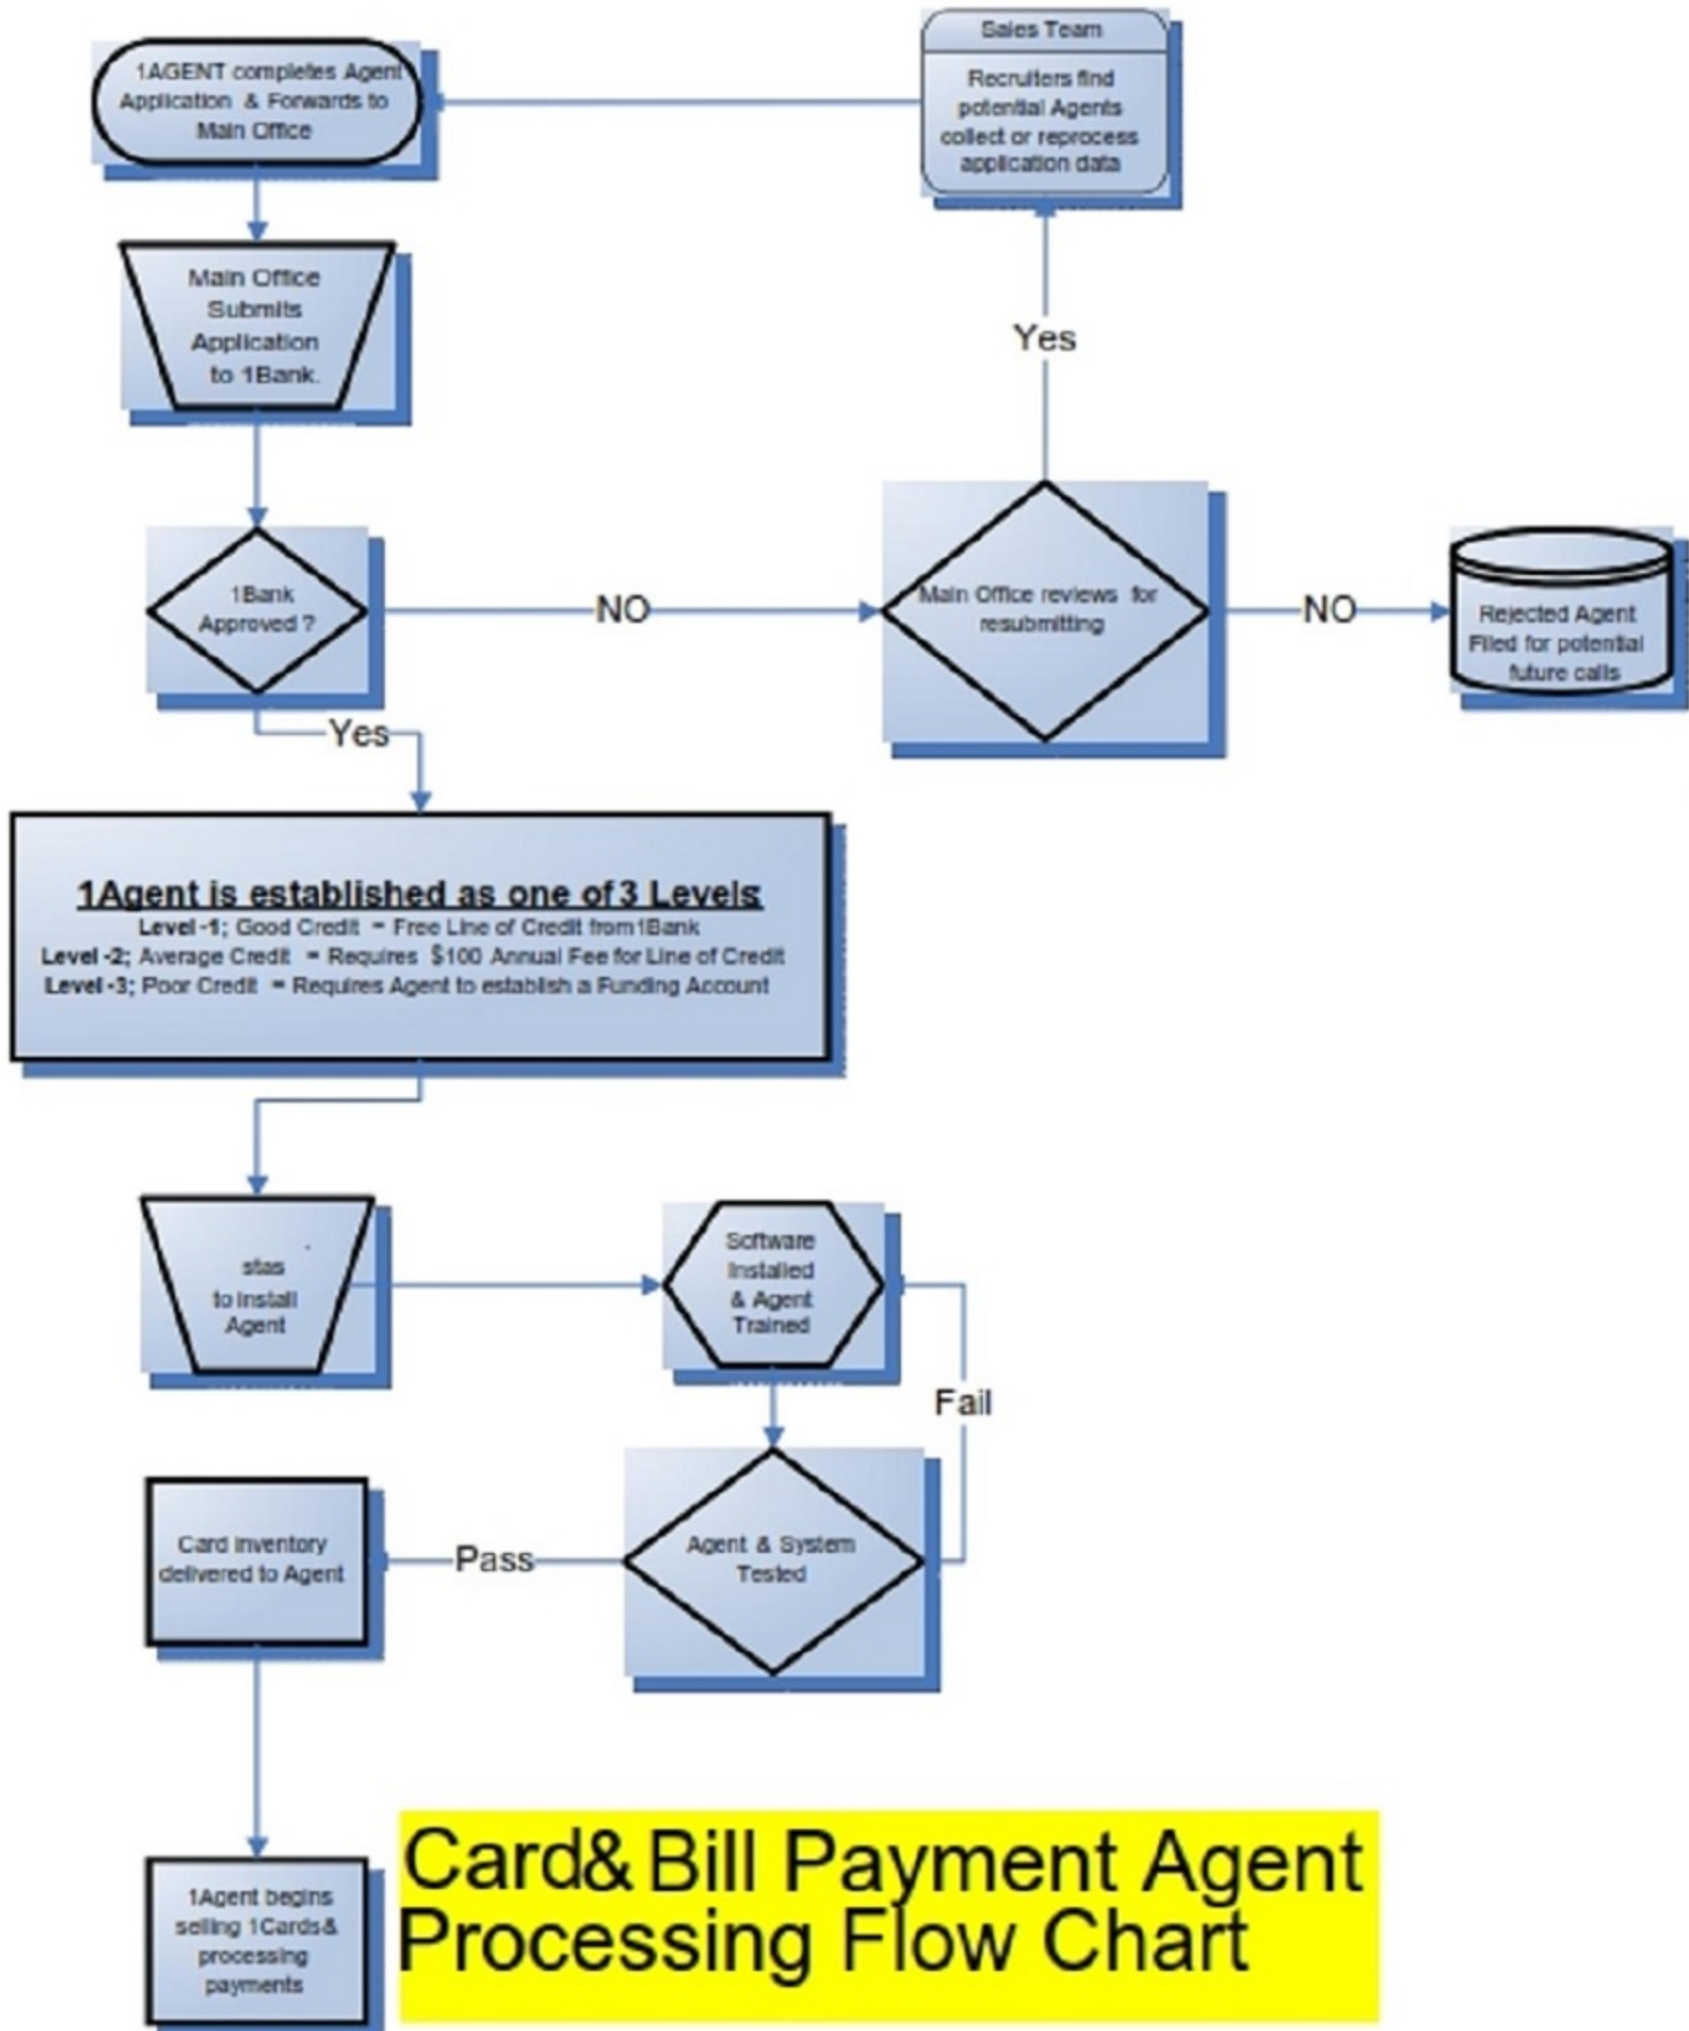 Sales Team
Recruiters find
potential Agents
collect or reprocess
application data
1AGENT completes Agent
Application & Forwards to
Main Office
Main Office
Submits
Application
to 1Bank.
Yes
1Bank
Approved ?
NO
Main Office reviews for
resubmitting
NO
Rejected Agent
Filed for potential
future calls
Yes
1Agent is established as one of 3 Levels
Level -1; Good Credit = Free Line of Credit from 1Bank
Level -2; Average Credit = Requires $100 Annual Fee for Line of Credit
Level -3; Poor Credit = Requires Agent to establish a Funding Account
stas
to install
Agent
Software
Installed
& Agent
Trained
Fail
Agent & System
Tested
Pass
Card inventory
delivered to Agent
1Agent begins
selling 1Cards&
processing
payments
Card& Bill Payment Agent
Processing Flow Chart